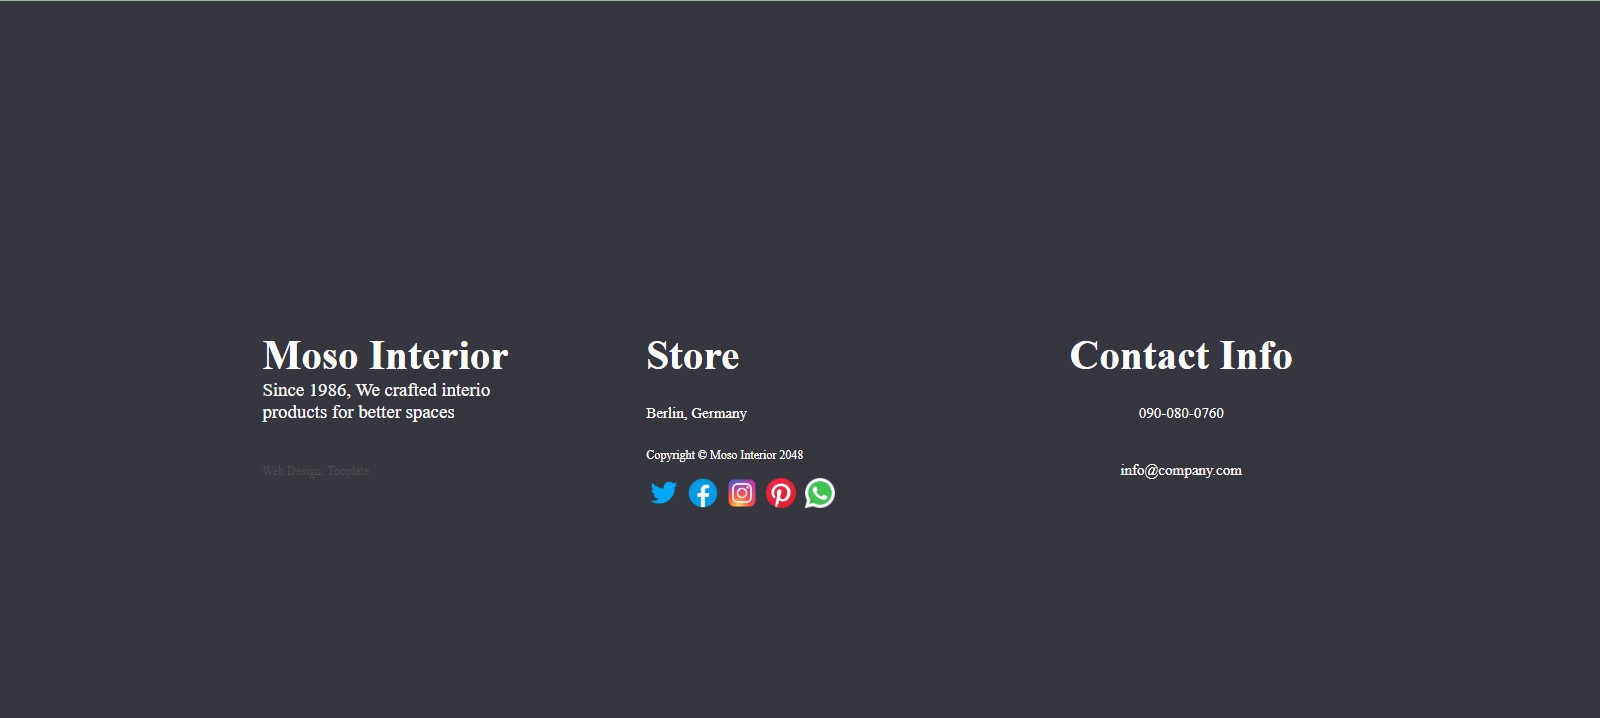 Moso Interior
Since 1986, We crafted interio
products for better spaces
Web Design: Tooplate
Store
Berlin, Germany
Copyright © Moso Interior 2048
Contact Info
090-080-0760
info@company.com